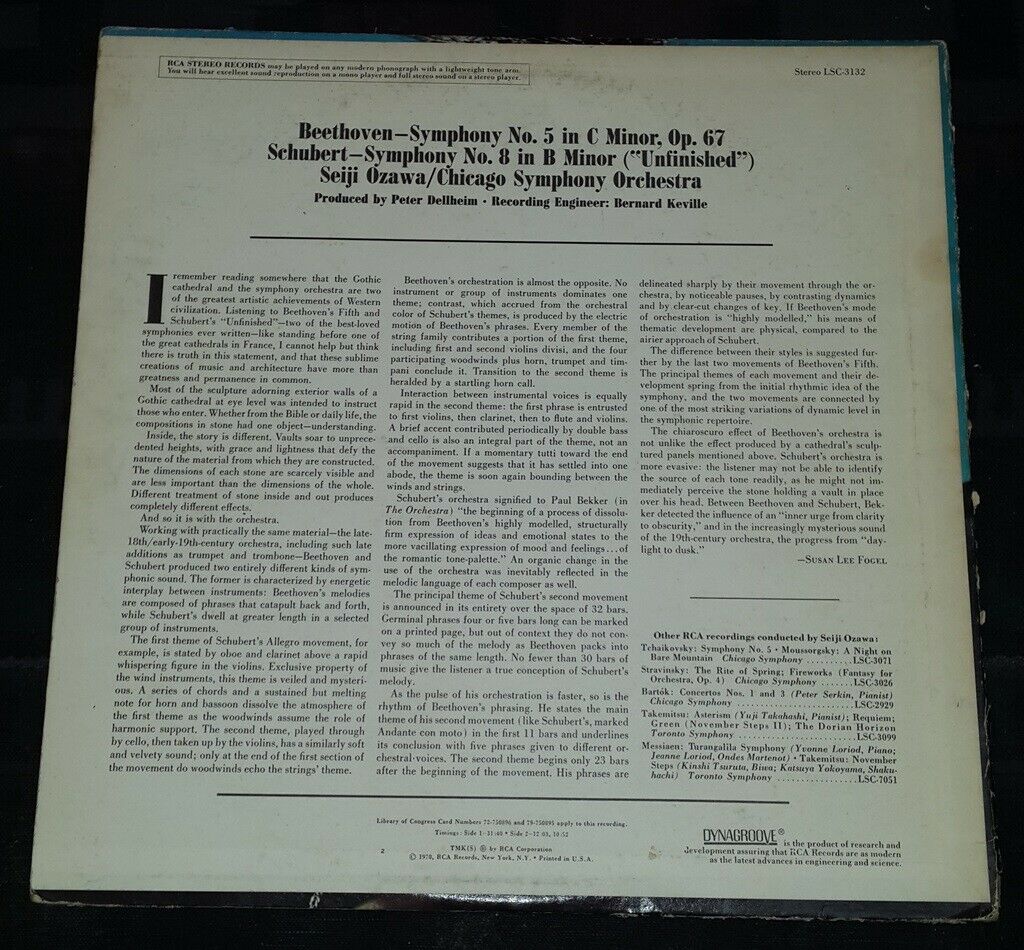 RCA STEREO RECORDS may be played on any modern phonograph with a lightweight tone arm.
You will hear excellent sound reproduction on a mono player and full stereo sound on a stereo player.
Stereo LSC-3132
Beethoven—Symphony No. 5 in C Minor, Op. 67
Schubert—Symphony No. 8 in B Minor ("Unfinished")
Seiji Ozawa/Chicago Symphony Orchestra
Produced by Peter Dellheim • Recording Engineer: Bernard Keville
I remember reading somewhere that the Gothic
cathedral and the symphony orchestra are two
of the greatest artistic achievements of Western
civilization. Listening to Beethoven's Fifth and
Schubert's "Unfinished"—two of the best-loved
symphonies ever written—like standing before one of
the great cathedrals in France, I cannot help but think
there is truth in this statement, and that these sublime
creations of music and architecture have more than
greatness and permanence in common.
Most of the sculpture adorning exterior walls of a
Gothic cathedral at eye level was intended to instruct
those who enter. Whether from the Bible or daily life, the
compositions in stone had one object—understanding.
Inside, the story is different. Vaults soar to unprece-
dented heights, with grace and lightness that defy the
nature of the material from which they are constructed.
The dimensions of each stone are scarcely visible and
are less important than the dimensions of the whole.
Different treatment of stone inside and out produces
completely different effects.
And so it is with the orchestra.
Working with practically the same material—the late-
18th/early-19th-century orchestra, including such late
additions as trumpet and trombone—Beethoven and
Schubert produced two entirely different kinds of sym-
phonic sound. The former is characterized by energetic
interplay between instruments: Beethoven's melodies
are composed of phrases that catapult back and forth,
while Schubert's dwell at greater length in a selected
group of instruments.
The first theme of Schubert's Allegro movement, for
example, is stated by oboe and clarinet above a rapid
whispering figure in the violins. Exclusive property of
the wind instruments, this theme is veiled and mysteri-
ous. A series of chords and a sustained but melting
note for horn and bassoon dissolve the atmosphere of
the first theme as the woodwinds assume the role of
harmonic support. The second theme, played through
by cello, then taken up by the violins, has a similarly soft
and velvety sound; only at the end of the first section of
the movement do woodwinds echo the strings' theme.
Beethoven's orchestration is almost the opposite. No
instrument or group of instruments dominates one
theme; contrast, which accrued from the orchestral
color of Schubert's themes, is produced by the electric
motion of Beethoven's phrases. Every member of the
string family contributes a portion of the first theme,
including first and second violins divisi, and the four
participating woodwinds plus horn, trumpet and tim-
pani conclude it. Transition to the second theme is
heralded by a startling horn call.
Interaction between instrumental voices is equally
rapid in the second theme: the first phrase is entrusted
to first violins, then clarinet, then to flute and violins.
A brief accent contributed periodically by double bass
and cello is also an integral part of the theme, not an
accompaniment. If a momentary tutti toward the end
of the movement suggests that it has settled into one
abode, the theme is soon again bounding between the
winds and strings.
Schubert's orchestra signified to Paul Bekker (in
The Orchestra) "the beginning of a process of dissolu-
tion from Beethoven's highly modelled, structurally
firm expression of ideas and emotional states to the
more vacillating expression of mood and feelings...of
the romantic tone-palette." An organic change in the
use of the orchestra was inevitably reflected in the
melodic language of each composer as well.
The principal theme of Schubert's second movement
is announced in its entirety over the space of 32 bars.
Germinal phrases four or five bars long can be marked
on a printed page, but out of context they do not con-
vey so much of the melody as Beethoven packs into
phrases of the same length. No fewer than 30 bars of
music give the listener a true conception of Schubert's
melody.
As the pulse of his orchestration is faster, so is the
rhythm of Beethoven's phrasing. He states the main
theme of his second movement (like Schubert's, marked
Andante con moto) in the first 11 bars and underlines
its conclusion with five phrases given to different or-
chestral-voices. The second theme begins only 23 bars
after the beginning of the movement. His phrases are
delineated sharply by their movement through the or-
chestra, by noticeable pauses, by contrasting dynamics
and by clear-cut changes of key. If Beethoven's mode
of orchestration is "highly modelled," his means of
thematic development are physical, compared to the
airier approach of Schubert.
The difference between their styles is suggested fur-
ther by the last two movements of Beethoven's Fifth.
The principal themes of each movement and their de-
velopment spring from the initial rhythmic idea of the
symphony, and the two movements are connected by
one of the most striking variations of dynamic level in
the symphonic repertoire.
The chiaroscuro effect of Beethoven's orchestra is
not unlike the effect produced by a cathedral's sculp-
tured panels mentioned above. Schubert's orchestra is
more evasive: the listener may not be able to identify
the source of each tone readily, as he might not im-
mediately perceive the stone holding a vault in place
over his head. Between Beethoven and Schubert, Bek-
ker detected the influence of an "inner urge from clarity
to obscurity," and in the increasingly mysterious sound
of the 19th-century orchestra, the progress from "day-
light to dusk."
—SUSAN LEE FOGEL
Other RCA recordings conducted by Seiji Ozawa:
Tchaikovsky: Symphony No. 5 • Moussorgsky: A Night on
Bare Mountain Chicago Symphony ..........LSC-3071
Stravinsky: The Rite of Spring; Fireworks (Fantasy for
Orchestra, Op. 4) Chicago Symphony .......LSC-3026
Bartók: Concertos Nos. 1 and 3 (Peter Serkin, Pianist)
Chicago Symphony ..........................LSC-2929
Takemitsu: Asterism (Yuji Takahashi, Pianist); Requiem;
Green (November Steps II); The Dorian Horizon
Toronto Symphony ..........................LSC-3099
Messiaen: Turangalila Symphony (Yvonne Loriod, Piano;
Jeanne Loriod, Ondes Martenot) • Takemitsu: November
Steps (Kinshi Tsuruta, Biwa; Katsuya Yokoyama, Shaku-
hachi) Toronto Symphony .................LSC-7051
Library of Congress Card Numbers 72-750896 and 79-750895 apply to this recording.
Timings: Side 1—31:40 • Side 2—12:03, 10:52
2
TMK(S) ® by RCA Corporation
© 1970, RCA Records, New York, N.Y. • Printed in U.S.A.
DYNAGROOVE® is the product of research and
development assuring that RCA Records are as modern
as the latest advances in engineering and science.